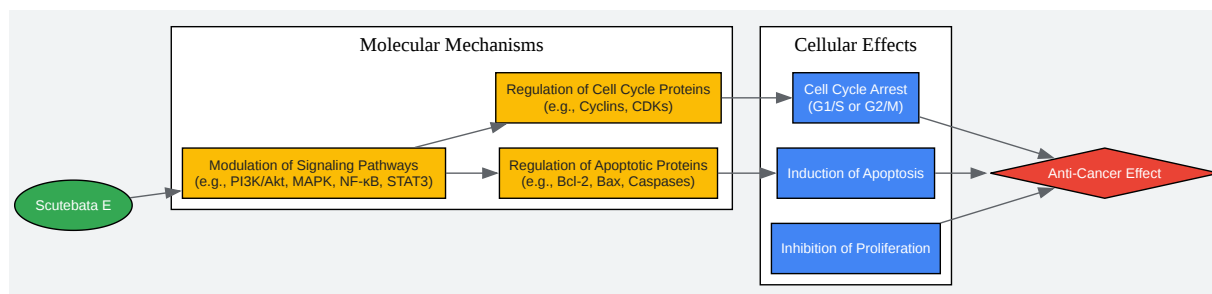 Molecular Mechanisms
Cellular Effects
Regulation of Cell Cycle Proteins
(e.g., Cyclins, CDKs)
Cell Cycle Arrest
(G1/S or G2/M)
Modulation of Signaling Pathways
(e.g., PI3K/Akt, MAPK, NF-κB, STAT3)
Regulation of Apoptotic Proteins
(e.g., Bcl-2, Bax, Caspases)
Induction of Apoptosis
Anti-Cancer Effect
Scutebata E
Inhibition of Proliferation